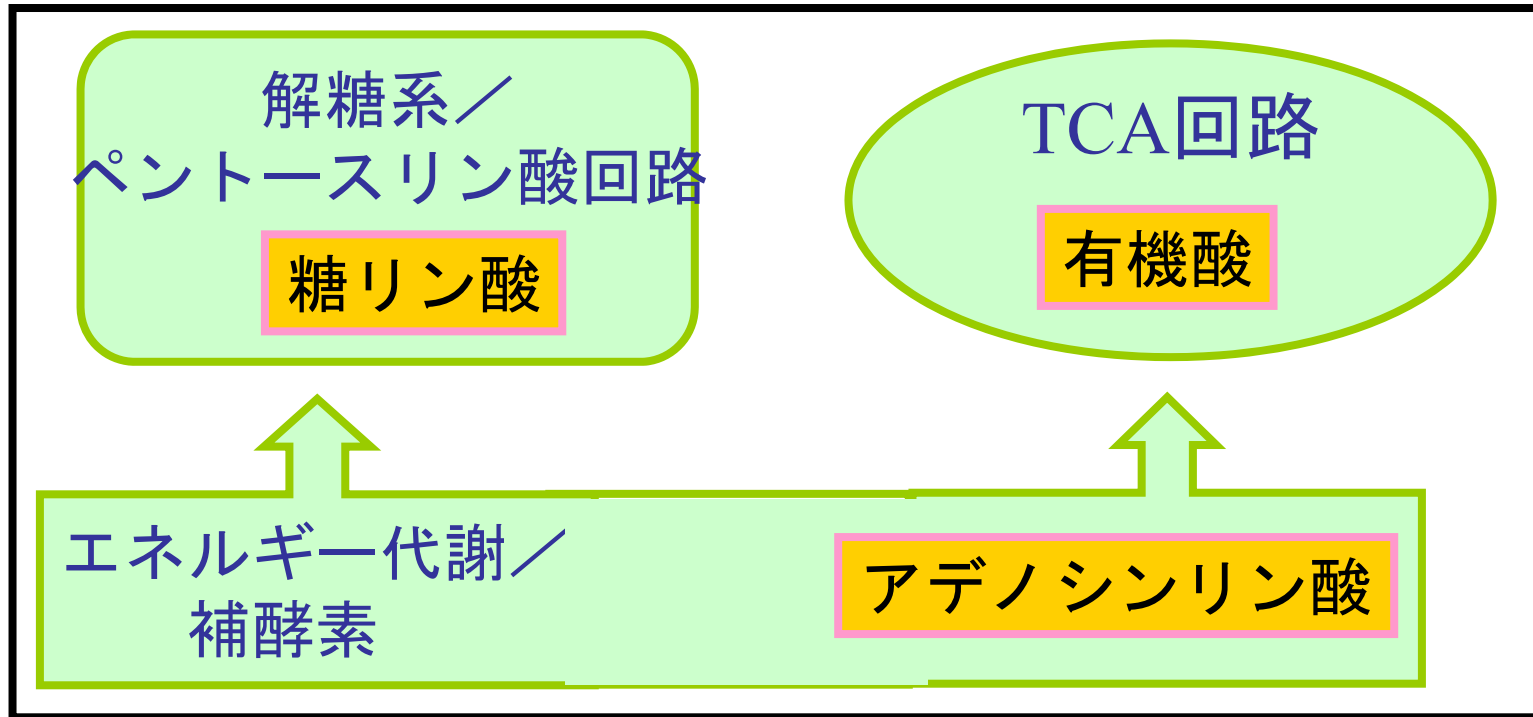 解糖系／
ペントースリン酸回路
糖リン酸
TCA回路
有機酸
エネルギー代謝／
補酵素
アデノシンリン酸